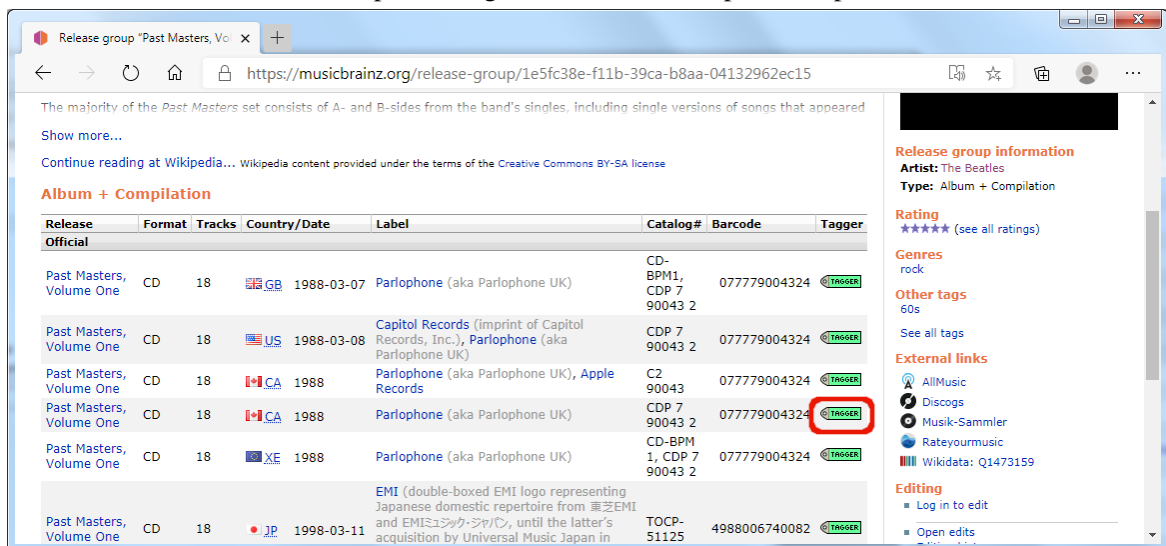 Release group “Past Masters, Vol
https://musicbrainz.org/release-group/1e5fc38e-f11b-39ca-b8aa-04132962ec15
The majority of the Past Masters set consists of A- and B-sides from the band's singles, including single versions of songs that appeared
Show more...
Continue reading at Wikipedia... Wikipedia content provided under the terms of the Creative Commons BY-SA license
Album + Compilation
Release Format Tracks Country/Date Label Catalog# Barcode Tagger
Official
Past Masters, Volume One CD 18 GB 1988-03-07 Parlophone (aka Parlophone UK) CD-BPM1, CDP 7 90043 2 077779004324 TAGGER
Past Masters, Volume One CD 18 US 1988-03-08 Capitol Records (imprint of Capitol Records, Inc.), Parlophone (aka Parlophone UK) CDP 7 90043 2 077779004324 TAGGER
Past Masters, Volume One CD 18 CA 1988 Parlophone (aka Parlophone UK), Apple Records C2 90043 077779004324 TAGGER
Past Masters, Volume One CD 18 CA 1988 Parlophone (aka Parlophone UK) CDP 7 90043 2 077779004324 TAGGER
Past Masters, Volume One CD 18 XE 1988 Parlophone (aka Parlophone UK) CD-BPM 1, CDP 7 90043 2 077779004324 TAGGER
Past Masters, Volume One CD 18 JP 1998-03-11 EMI (double-boxed EMI logo representing Japanese domestic repertoire from 東芝EMI and EMIミュージック・ジャパン, until the latter's acquisition by Universal Music Japan in TOCP-51125 4988006740082 TAGGER
Release group information
Artist: The Beatles
Type: Album + Compilation
Rating
(see all ratings)
Genres
rock
Other tags
60s
See all tags
External links
AllMusic
Discogs
Musik-Sammler
Rateyourmusic
Wikidata: Q1473159
Editing
Log in to edit
Open edits